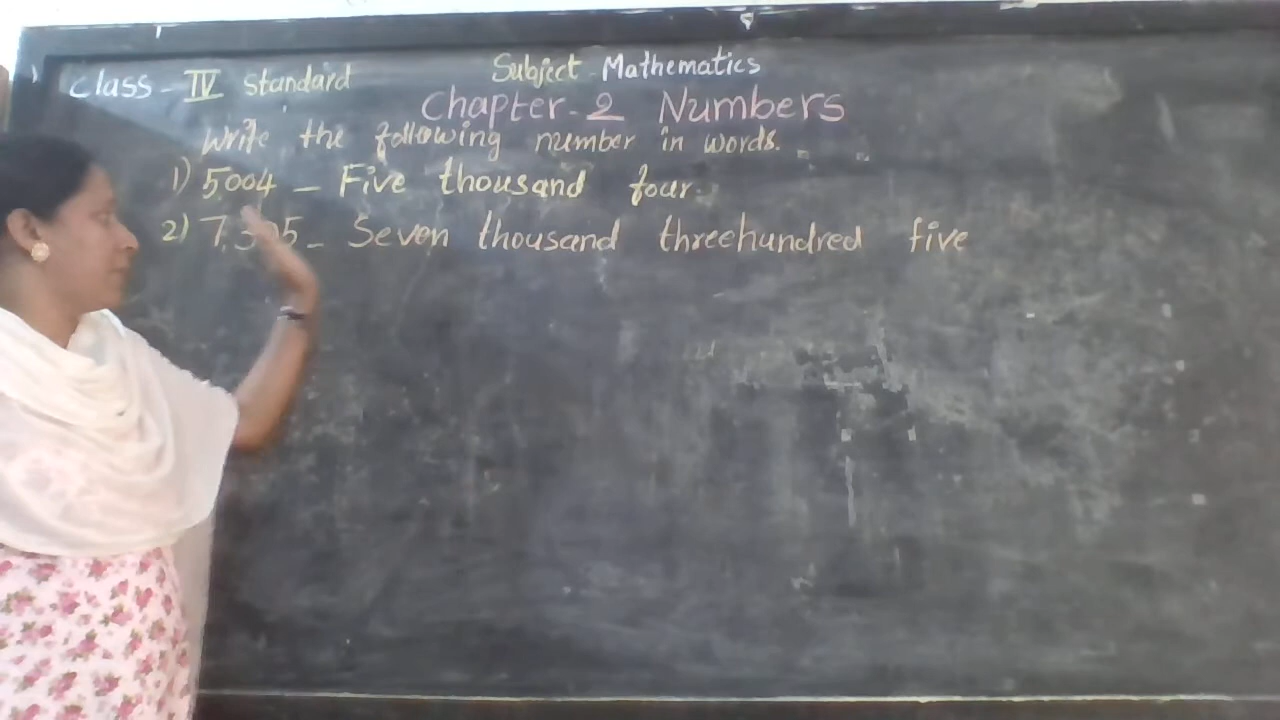 Class - IV Standard
Subject - Mathematics
Chapter - 2 Numbers
Write the following number in words.
1) 5,004 - Five thousand four.
2) 7,305 - Seven thousand threehundred five